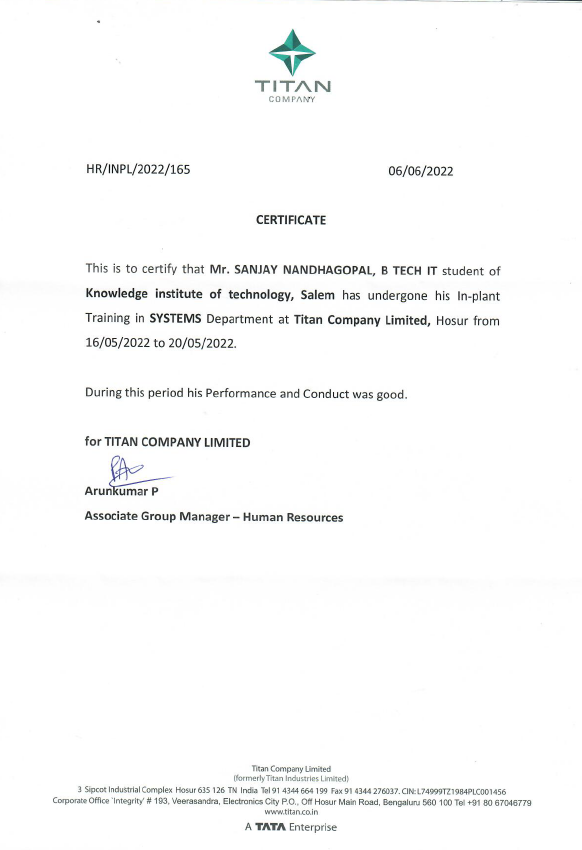 TITAN
COMPANY
HR/INPL/2022/165 06/06/2022
CERTIFICATE
This is to certify that Mr. SANJAY NANDHAGOPAL, B TECH IT student of
Knowledge institute of technology, Salem has undergone his In-plant
Training in SYSTEMS Department at Titan Company Limited, Hosur from
16/05/2022 to 20/05/2022.
During this period his Performance and Conduct was good.
for TITAN COMPANY LIMITED
Arunkumar P
Associate Group Manager – Human Resources
Titan Company Limited
(formerly Titan Industries Limited)
3 Sipcot Industrial Complex Hosur 635 126 TN India Tel 91 4344 664 199 Fax 91 4344 276037. CIN: L74999TZ1984PLC001456
Corporate Office 'Integrity' # 193, Veerasandra, Electronics City P.O., Off Hosur Main Road, Bengaluru 560 100 Tel +91 80 67046779
www.titan.co.in
A TATA Enterprise